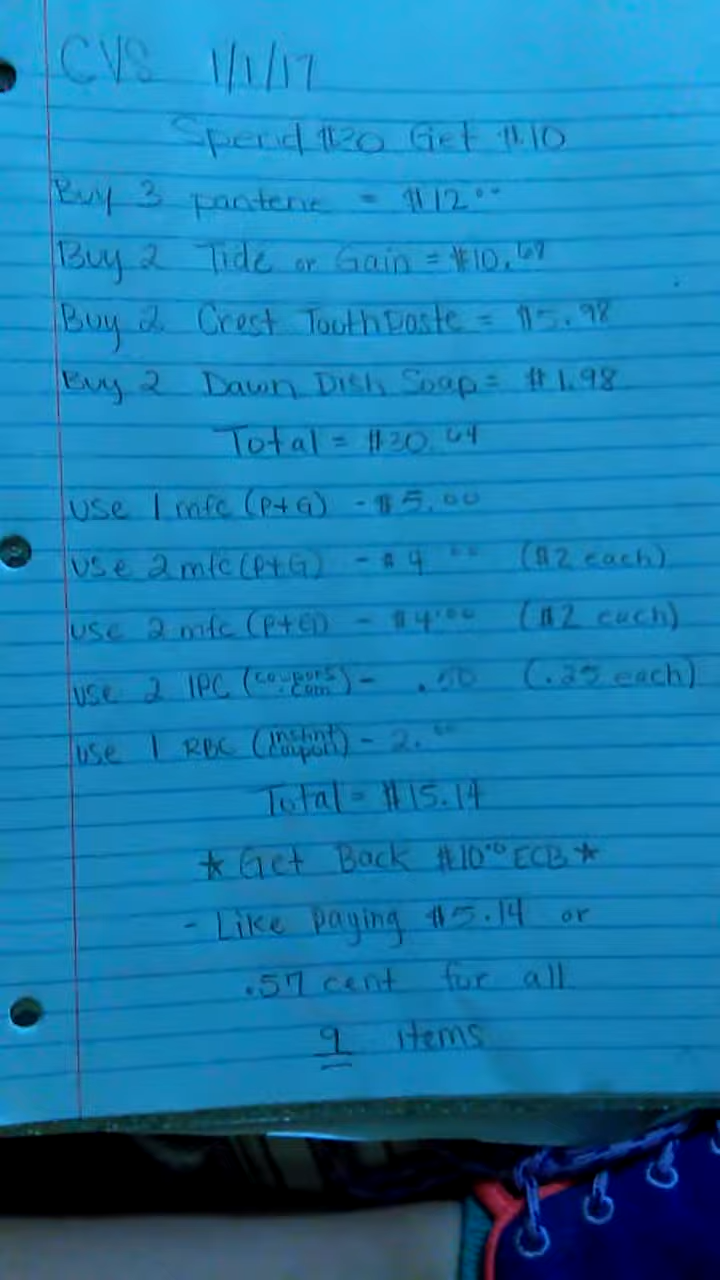 CVS 1/1/17
Spend $30 Get $10
Buy 3 pantene = $12.00
Buy 2 Tide or Gain = $10.68
Buy 2 Crest Toothpaste = $5.98
Buy 2 Dawn Dish Soap = $1.98
Total = $30.64
use 1 mfc (P+G) - $5.00
use 2 mfc (P+G) - $4.00 ($2 each)
use 2 mfc (P+G) - $4.00 ($2 each)
use 2 IPC (coupons.com) - .50 (.25 each)
use 1 RBC (instint coupon) - 2.00
Total = $15.14
* Get Back $10.00 ECB *
- Like paying $5.14 or
.57 cent for all
9 items